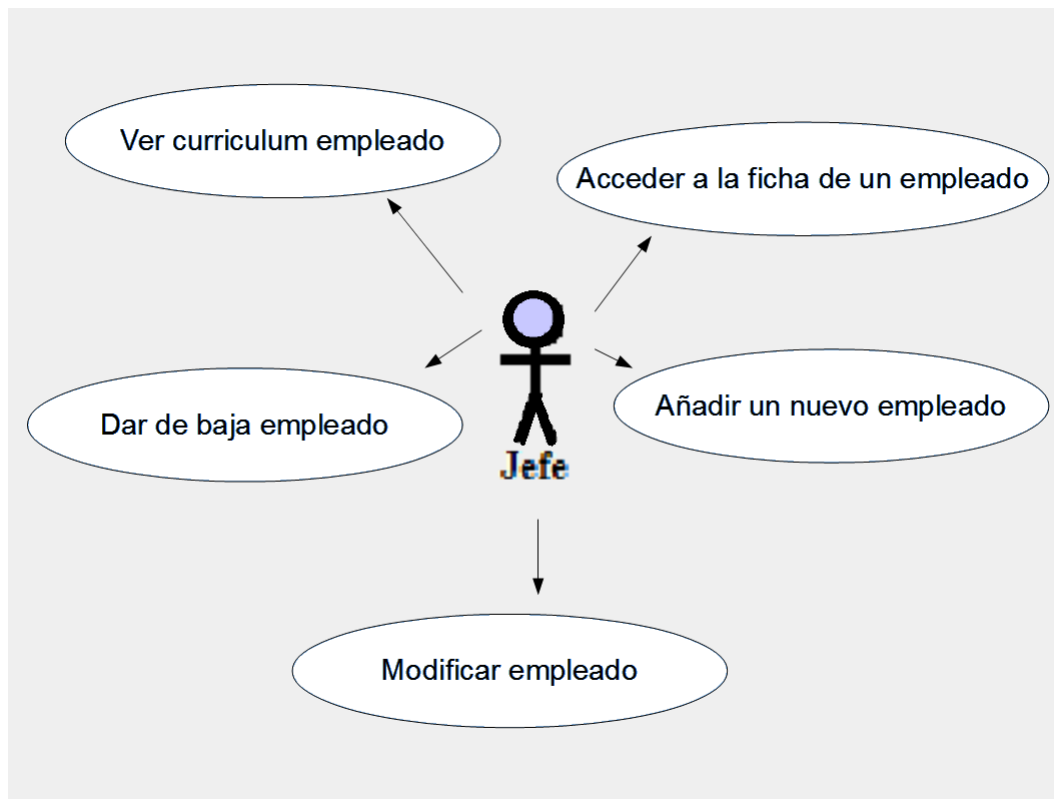 Ver curriculum empleado
Acceder a la ficha de un empleado
Dar de baja empleado
Añadir un nuevo empleado
Jefe
Modificar empleado